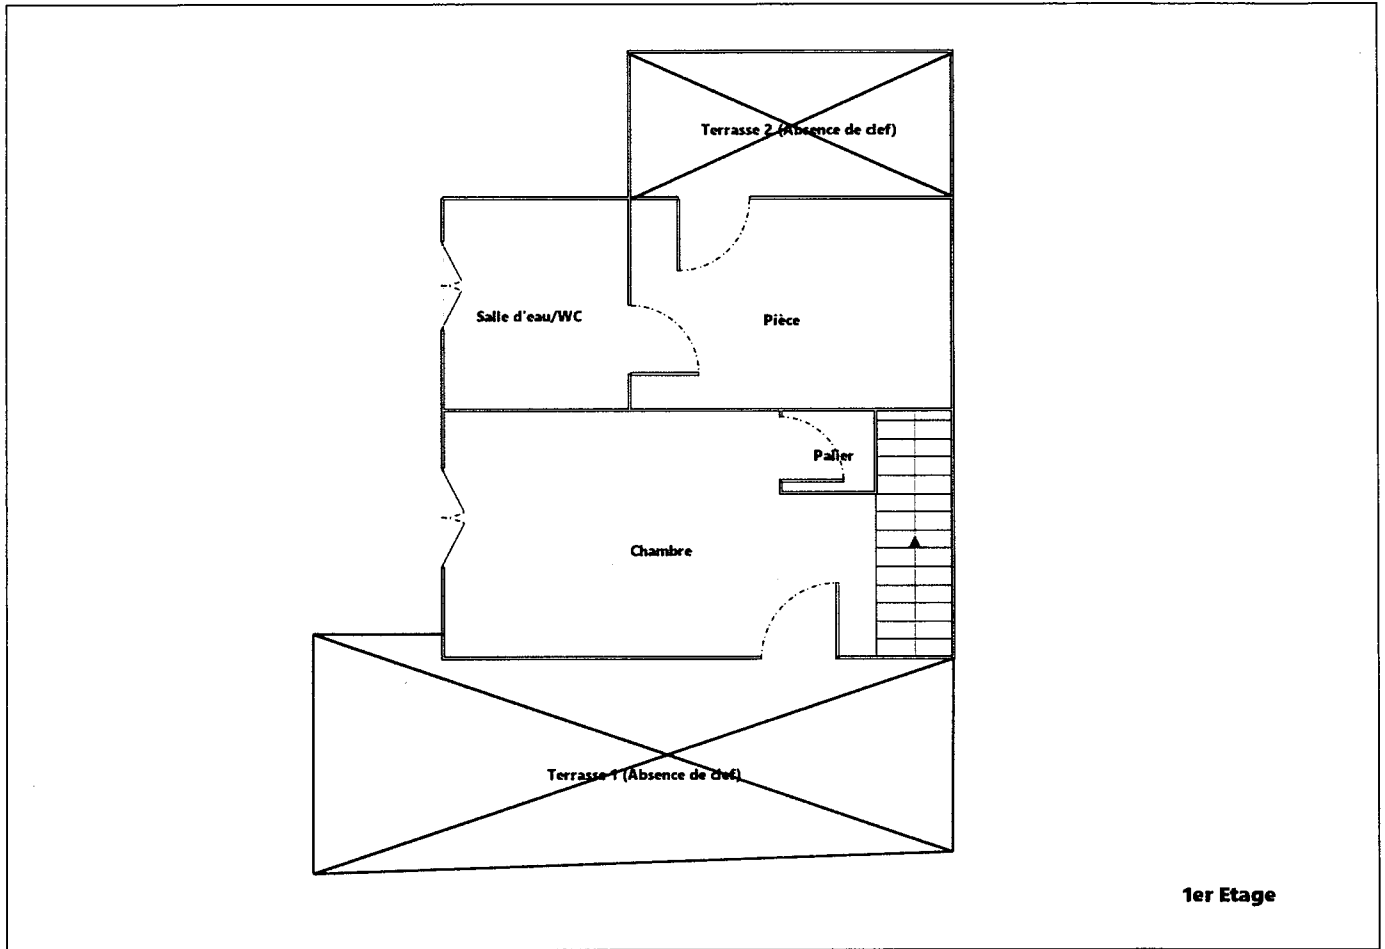 Terrasse 2 (Absence de clef)
Salle d'eau/WC
Pièce
Palier
Chambre
Terrasse 1 (Absence de clef)
1er Etage